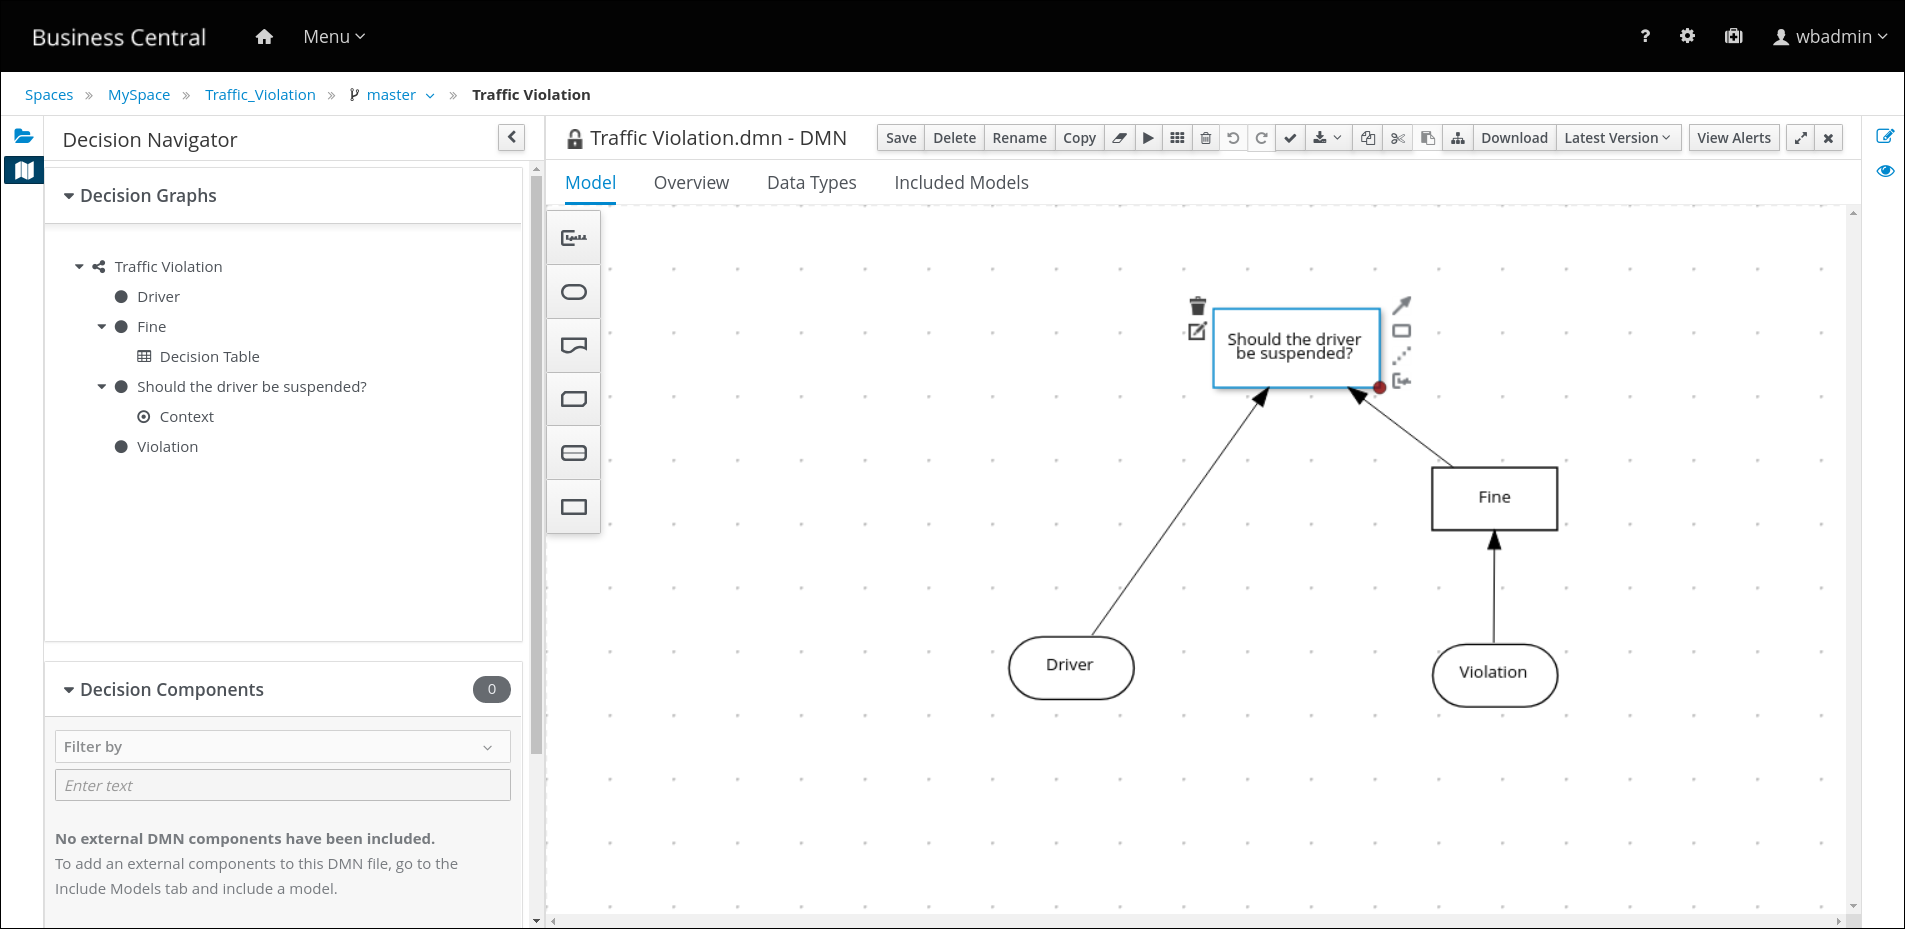 Business Central
Menu
?
wbadmin
Spaces » MySpace » Traffic_Violation » master » Traffic Violation
Decision Navigator
Decision Graphs
Traffic Violation
Driver
Fine
Decision Table
Should the driver be suspended?
Context
Violation
Decision Components
0
Filter by
Enter text
No external DMN components have been included.
To add an external components to this DMN file, go to the
Include Models tab and include a model.
Traffic Violation.dmn - DMN
Save Delete Rename Copy Download Latest Version View Alerts
Model Overview Data Types Included Models
Should the driver
be suspended?
Fine
Driver
Violation